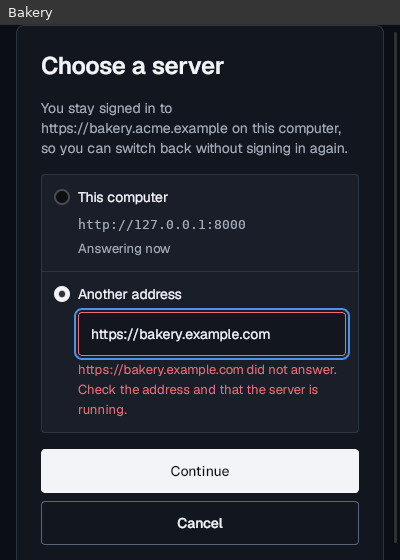 Bakery
Choose a server
You stay signed in to
https://bakery.acme.example on this computer,
so you can switch back without signing in again.
This computer
http://127.0.0.1:8000
Answering now
Another address
https://bakery.example.com
https://bakery.example.com did not answer.
Check the address and that the server is
running.
Continue
Cancel